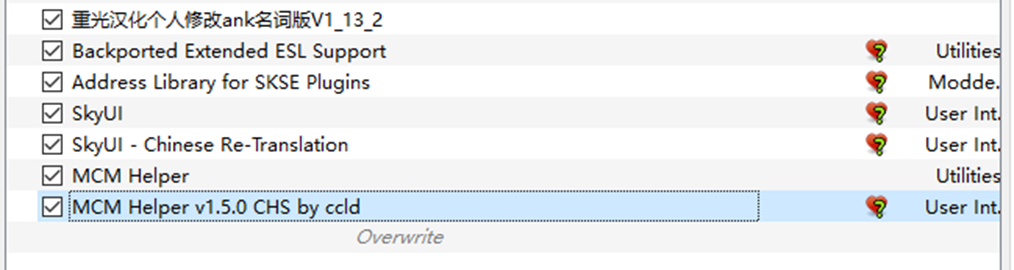 重光汉化个人修改ank名词版V1_13_2
Backported Extended ESL Support Utilities
Address Library for SKSE Plugins Modde.
SkyUI User Int.
SkyUI - Chinese Re-Translation User Int.
MCM Helper Utilities
MCM Helper v1.5.0 CHS by ccld User Int.
Overwrite